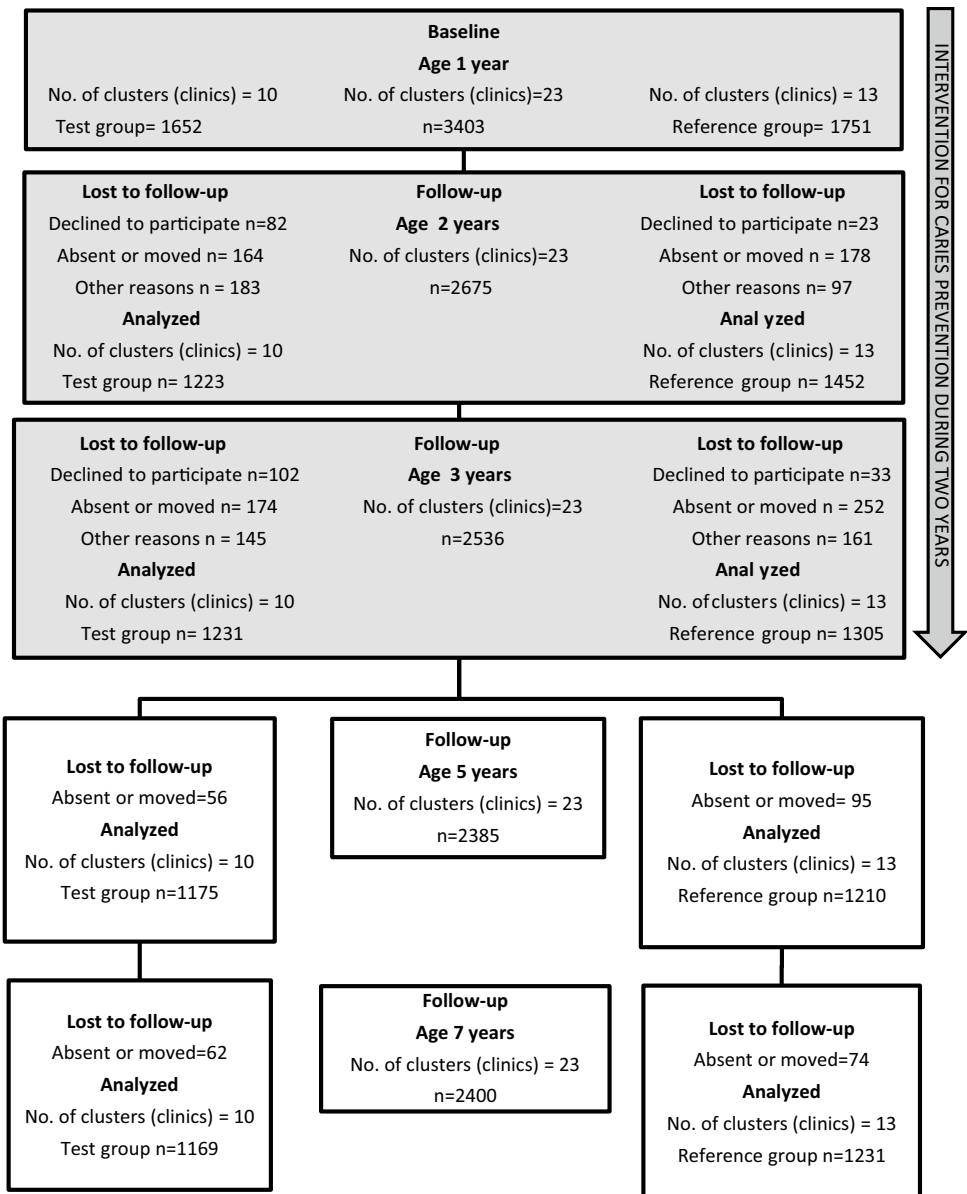 Baseline
Age 1 year
No. of clusters (clinics) = 10
Test group= 1652
No. of clusters (clinics)=23
n=3403
No. of clusters (clinics) = 13
Reference group= 1751
Lost to follow-up
Declined to participate n=82
Absent or moved n= 164
Other reasons n = 183
Analyzed
No. of clusters (clinics) = 10
Test group n= 1223
Follow-up
Age 2 years
No. of clusters (clinics)=23
n=2675
Lost to follow-up
Declined to participate n=23
Absent or moved n = 178
Other reasons n= 97
Anal yzed
No. of clusters (clinics) = 13
Reference group n= 1452
Lost to follow-up
Declined to participate n=102
Absent or moved n= 174
Other reasons n = 145
Analyzed
No. of clusters (clinics) = 10
Test group n= 1231
Follow-up
Age 3 years
No. of clusters (clinics)=23
n=2536
Lost to follow-up
Declined to participate n=33
Absent or moved n = 252
Other reasons n= 161
Anal yzed
No. of clusters (clinics) = 13
Reference group n= 1305
INTERVENTION FOR CARIES PREVENTION DURING TWO YEARS
Lost to follow-up
Absent or moved=56
Analyzed
No. of clusters (clinics) = 10
Test group n=1175
Follow-up
Age 5 years
No. of clusters (clinics) = 23
n=2385
Lost to follow-up
Absent or moved= 95
Analyzed
No. of clusters (clinics) = 13
Reference group n=1210
Lost to follow-up
Absent or moved=62
Analyzed
No. of clusters (clinics) = 10
Test group n=1169
Follow-up
Age 7 years
No. of clusters (clinics) = 23
n=2400
Lost to follow-up
Absent or moved=74
Analyzed
No. of clusters (clinics) = 13
Reference group n=1231